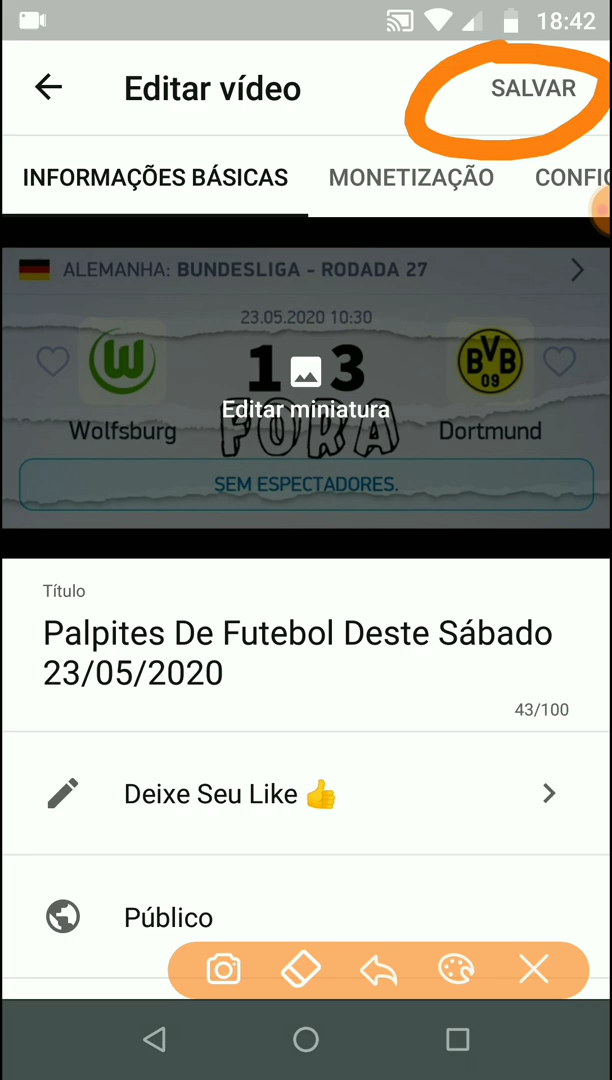 18:42
Editar vídeo
SALVAR
INFORMAÇÕES BÁSICAS
MONETIZAÇÃO
CONFIG
ALEMANHA: BUNDESLIGA - RODADA 27
23.05.2020 10:30
W
1 3
BVB
09
Editar miniatura
FORA
Wolfsburg
Dortmund
SEM ESPECTADORES.
Título
Palpites De Futebol Deste Sábado
23/05/2020
43/100
Deixe Seu Like 👍
Público